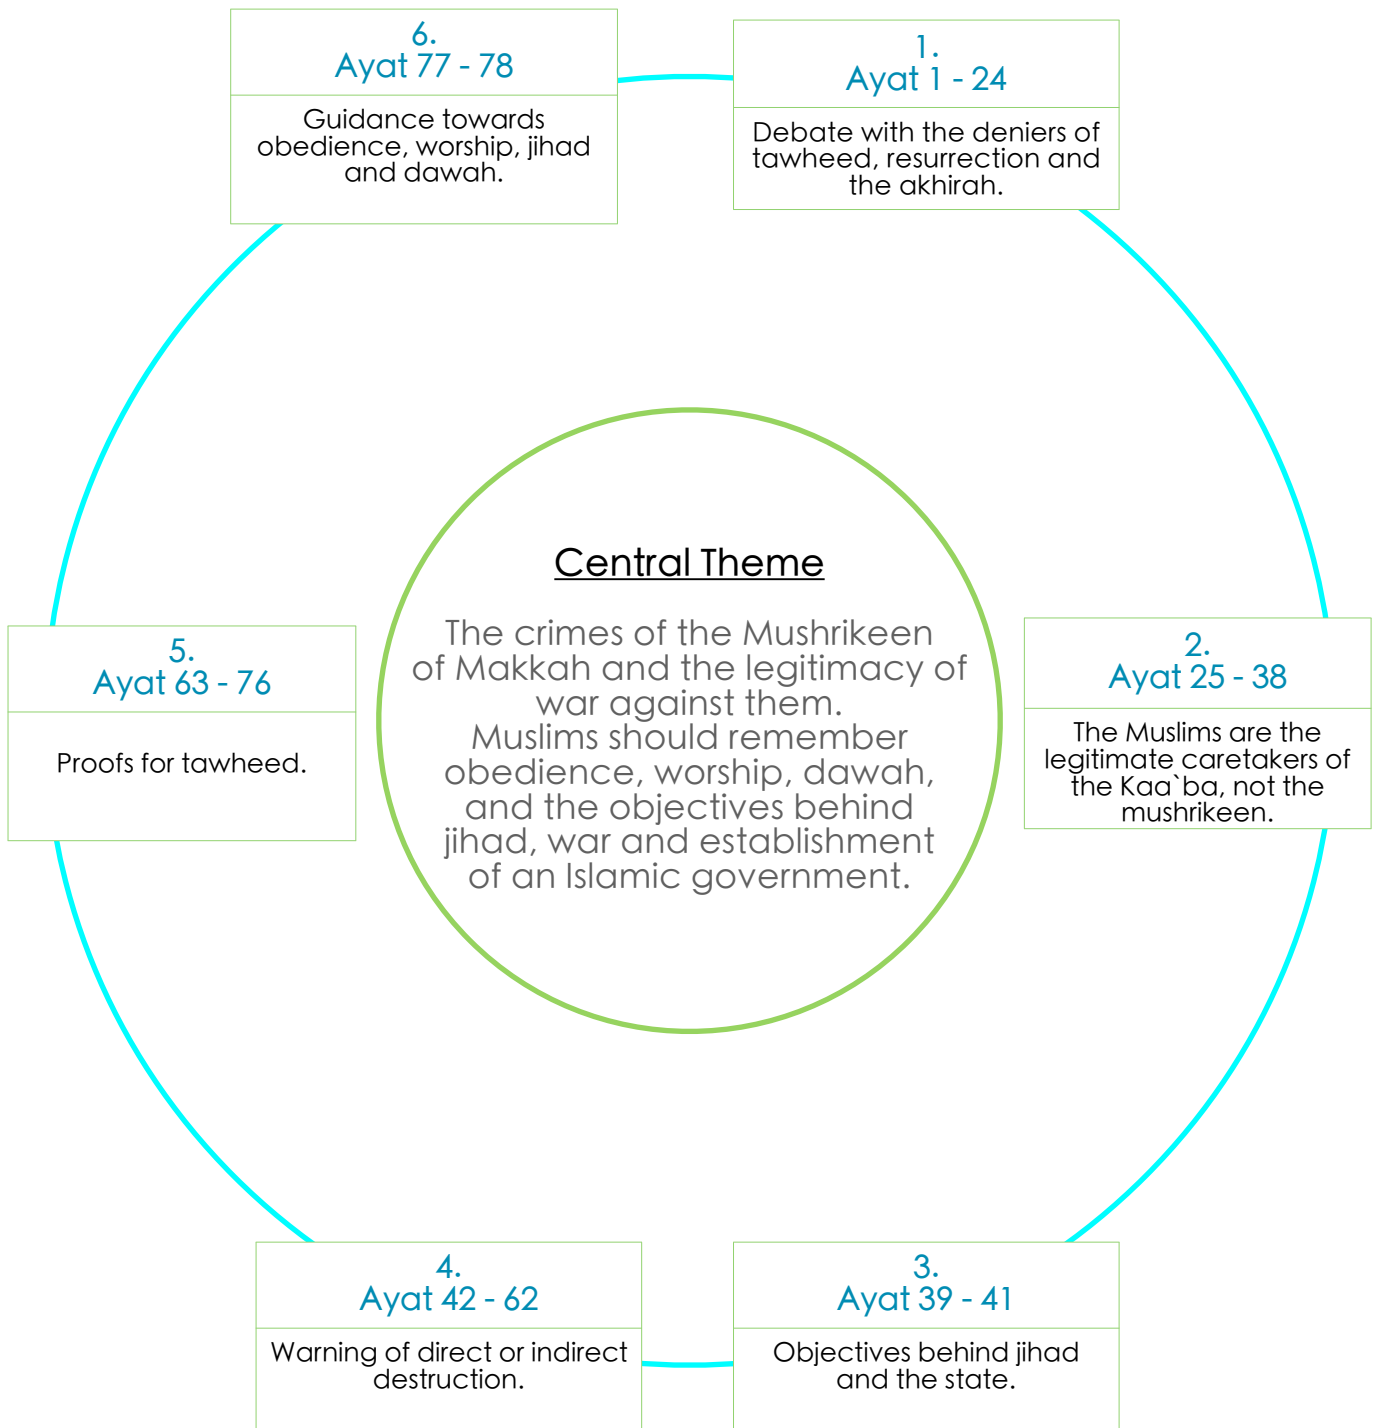 6.
Ayat 77 - 78
Guidance towards
obedience, worship, jihad
and dawah.
1.
Ayat 1 - 24
Debate with the deniers of
tawheed, resurrection and
the akhirah.
Central Theme
The crimes of the Mushrikeen
of Makkah and the legitimacy of
war against them.
Muslims should remember
obedience, worship, dawah,
and the objectives behind
jihad, war and establishment
of an Islamic government.
5.
Ayat 63 - 76
Proofs for tawheed.
2.
Ayat 25 - 38
The Muslims are the
legitimate caretakers of
the Kaa`ba, not the
mushrikeen.
4.
Ayat 42 - 62
Warning of direct or indirect
destruction.
3.
Ayat 39 - 41
Objectives behind jihad
and the state.